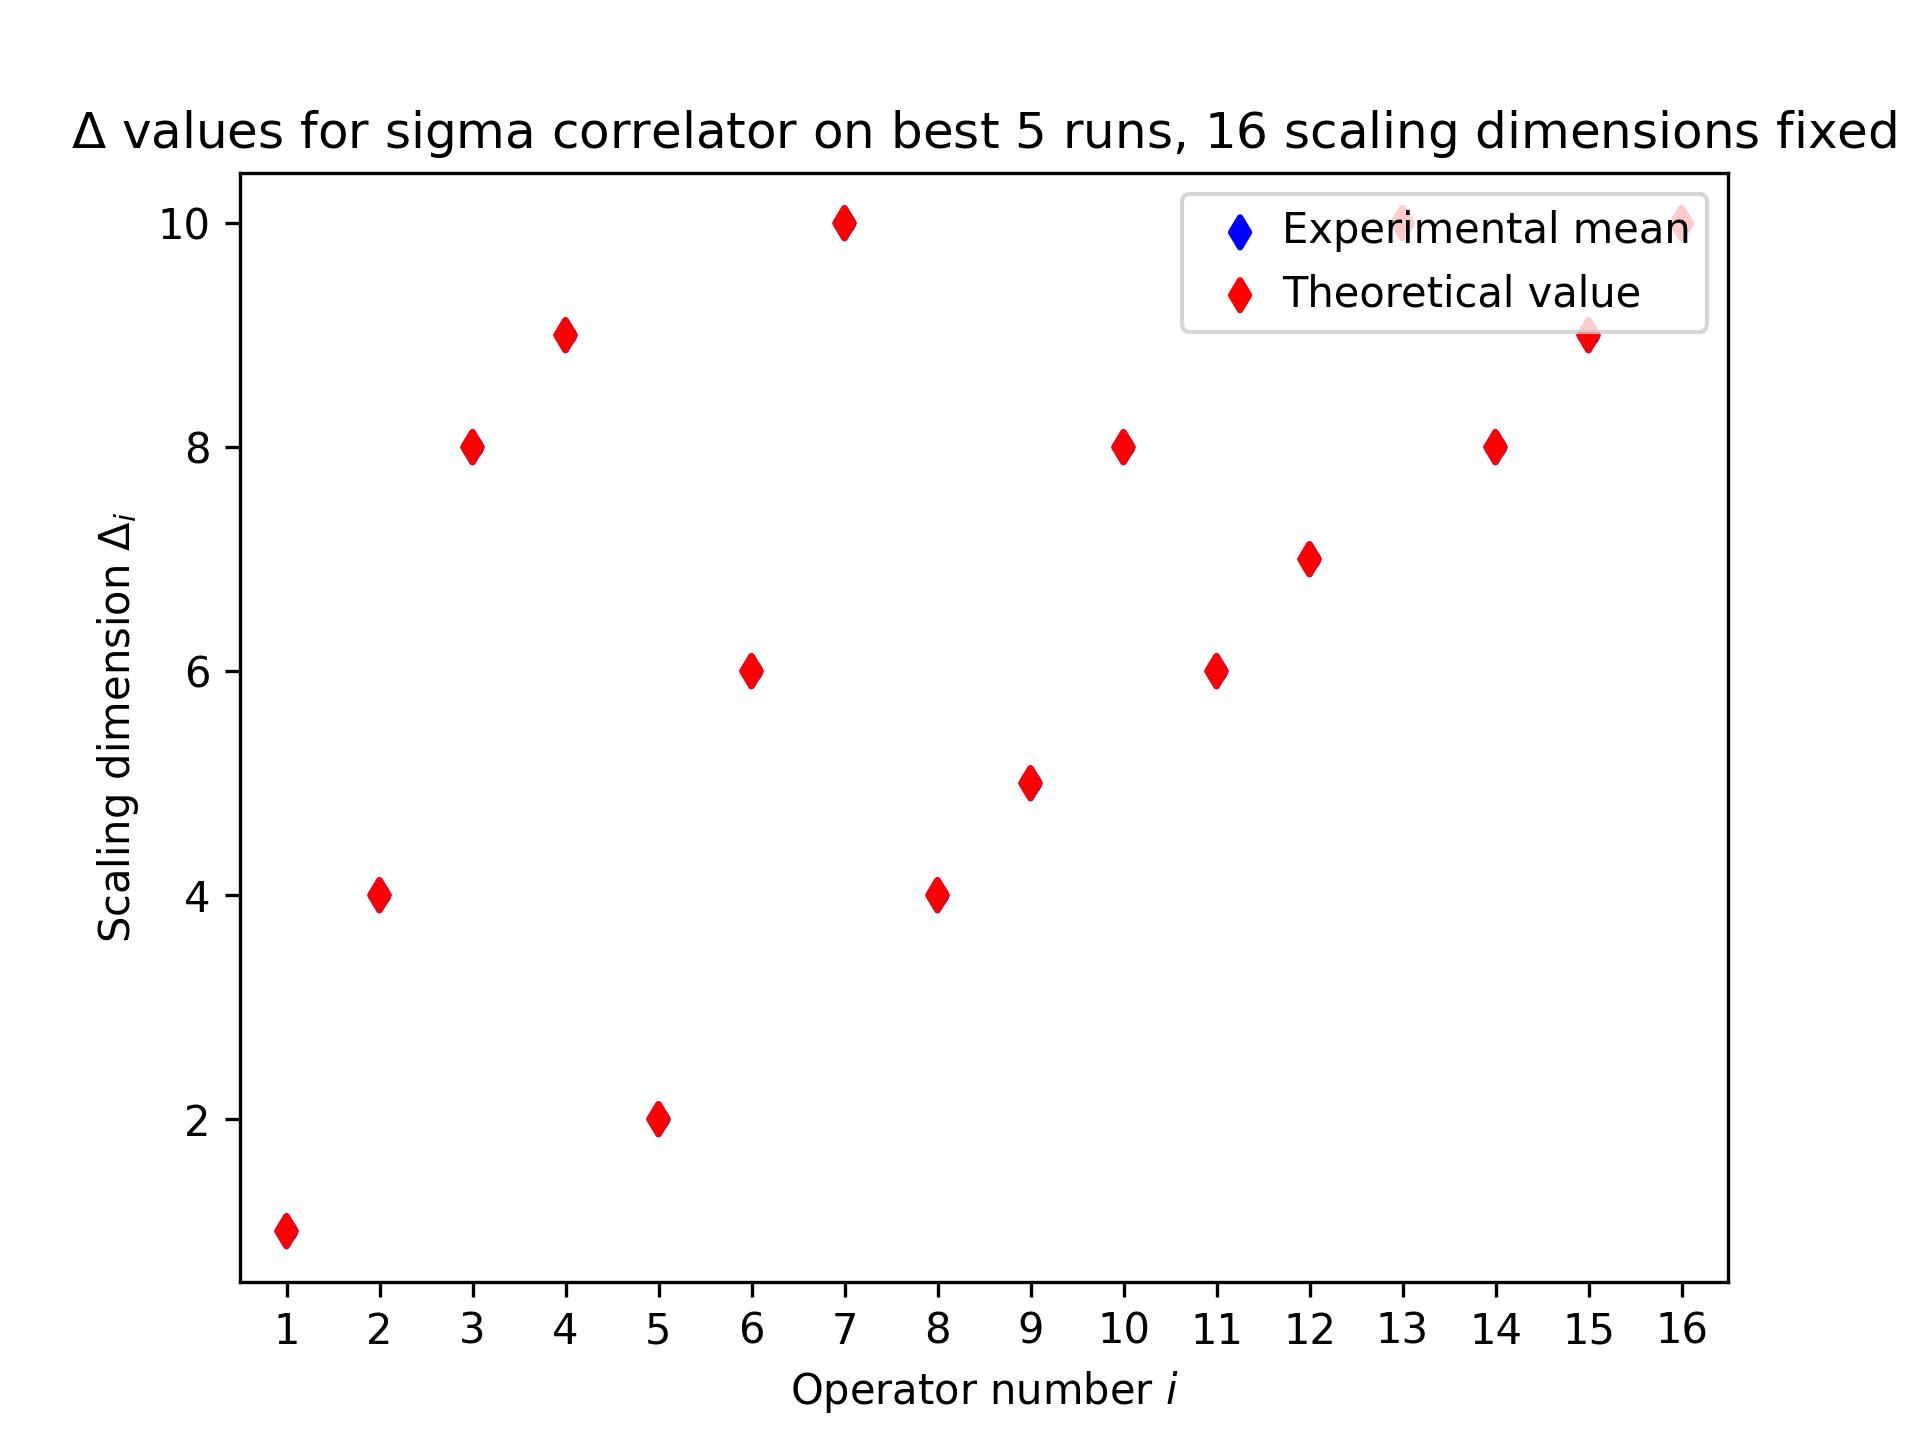 Δ values for sigma correlator on best 5 runs, 16 scaling dimensions fixed
Experimental mean
Theoretical value
10
8
6
4
2
Scaling dimension Δᵢ
1 2 3 4 5 6 7 8 9 10 11 12 13 14 15 16
Operator number i